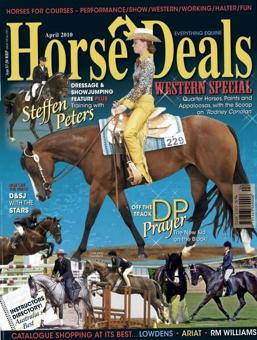 HORSES FOR COURSES – PERFORMANCE/SHOW/WESTERN/WORKING/HALTER/FUN
April 2010
EVERYTHING EQUINE
Horse Deals
WESTERN SPECIAL
DRESSAGE &
SHOWJUMPING
FEATURE PLUS
Training with
Steffen
Peters
Quarter Horses, Paints and
Appaloosas, with the Scoop
on Rodney
229
D&SJ
WITH THE
STARS
OFF THE
TRACK
DP
Prayer
The New Kid
on the Block!
INSTRUCTORS
DIRECTORY!
Australia's
Best
CATALOGUE SHOPPING AT ITS BEST... LOWDENS · ARIAT · RM WILLIAMS